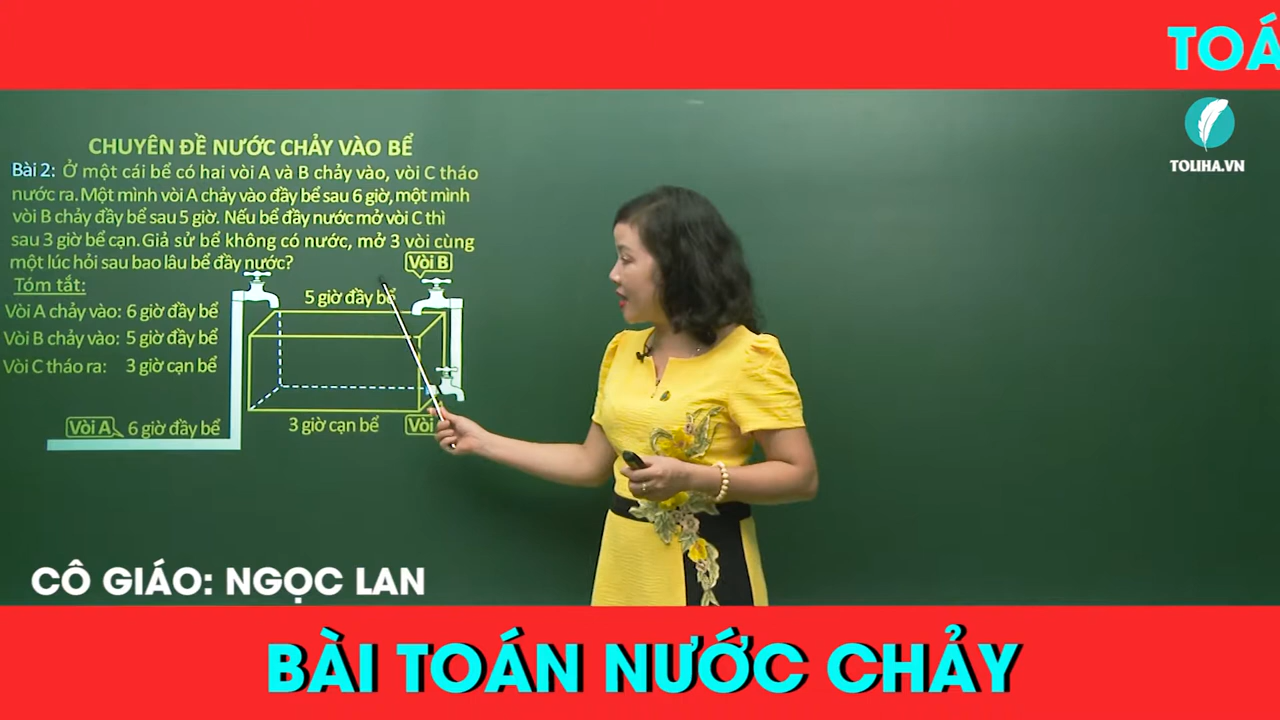 TOÁ
TOLIHA.VN
CHUYÊN ĐỀ NƯỚC CHẢY VÀO BỂ
Bài 2: Ở một cái bể có hai vòi A và B chảy vào, vòi C tháo
nước ra. Một mình vòi A chảy vào đầy bể sau 6 giờ, một mình
vòi B chảy đầy bể sau 5 giờ. Nếu bể đầy nước mở vòi C thì
sau 3 giờ bể cạn. Giả sử bể không có nước, mở 3 vòi cùng
một lúc hỏi sau bao lâu bể đầy nước?
Vòi B
Tóm tắt:
5 giờ đầy bể
Vòi A chảy vào: 6 giờ đầy bể
Vòi B chảy vào: 5 giờ đầy bể
Vòi C tháo ra: 3 giờ cạn bể
Vòi A 6 giờ đầy bể
3 giờ cạn bể
Vòi
CÔ GIÁO: NGỌC LAN
BÀI TOÁN NƯỚC CHẢY